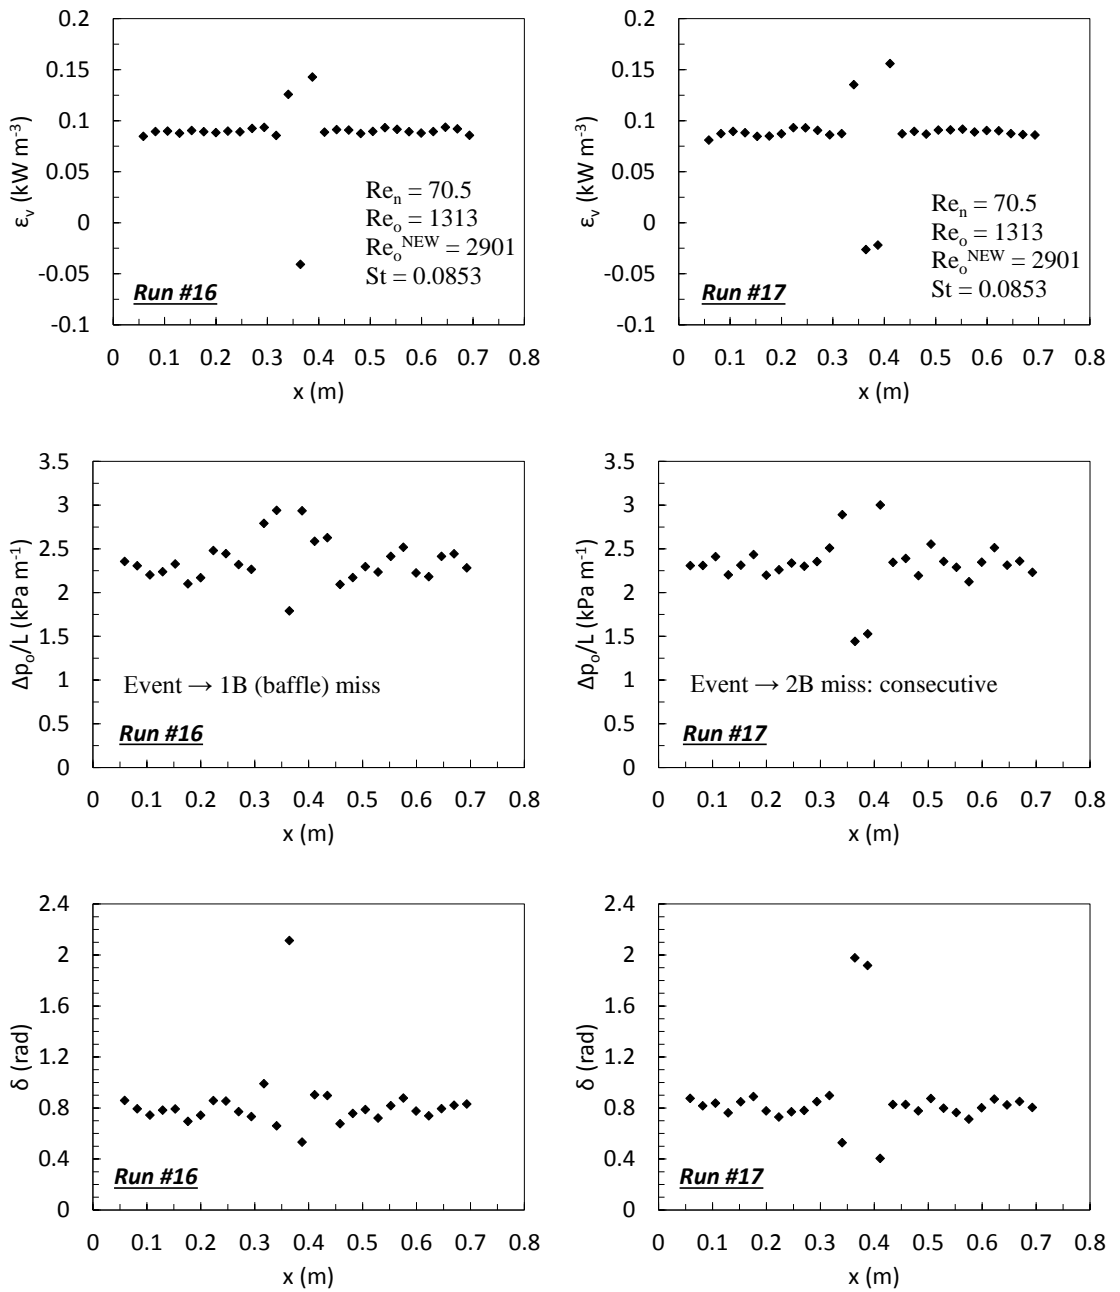 0.2
0.15
0.1
0.05
0
-0.05
-0.1
ε_v (kW m⁻³)
Re_n = 70.5
Re_o = 1313
Re_o^NEW = 2901
St = 0.0853
Run #16
0 0.1 0.2 0.3 0.4 0.5 0.6 0.7 0.8
x (m)
0.2
0.15
0.1
0.05
0
-0.05
-0.1
ε_v (kW m⁻³)
Re_n = 70.5
Re_o = 1313
Re_o^NEW = 2901
St = 0.0853
Run #17
0 0.1 0.2 0.3 0.4 0.5 0.6 0.7 0.8
x (m)
3.5
3
2.5
2
1.5
1
0.5
0
Δp_o/L (kPa m⁻¹)
Event → 1B (baffle) miss
Run #16
0 0.1 0.2 0.3 0.4 0.5 0.6 0.7 0.8
x (m)
3.5
3
2.5
2
1.5
1
0.5
0
Δp_o/L (kPa m⁻¹)
Event → 2B miss: consecutive
Run #17
0 0.1 0.2 0.3 0.4 0.5 0.6 0.7 0.8
x (m)
2.4
2
1.6
1.2
0.8
0.4
0
δ (rad)
Run #16
0 0.1 0.2 0.3 0.4 0.5 0.6 0.7 0.8
x (m)
2.4
2
1.6
1.2
0.8
0.4
0
δ (rad)
Run #17
0 0.1 0.2 0.3 0.4 0.5 0.6 0.7 0.8
x (m)